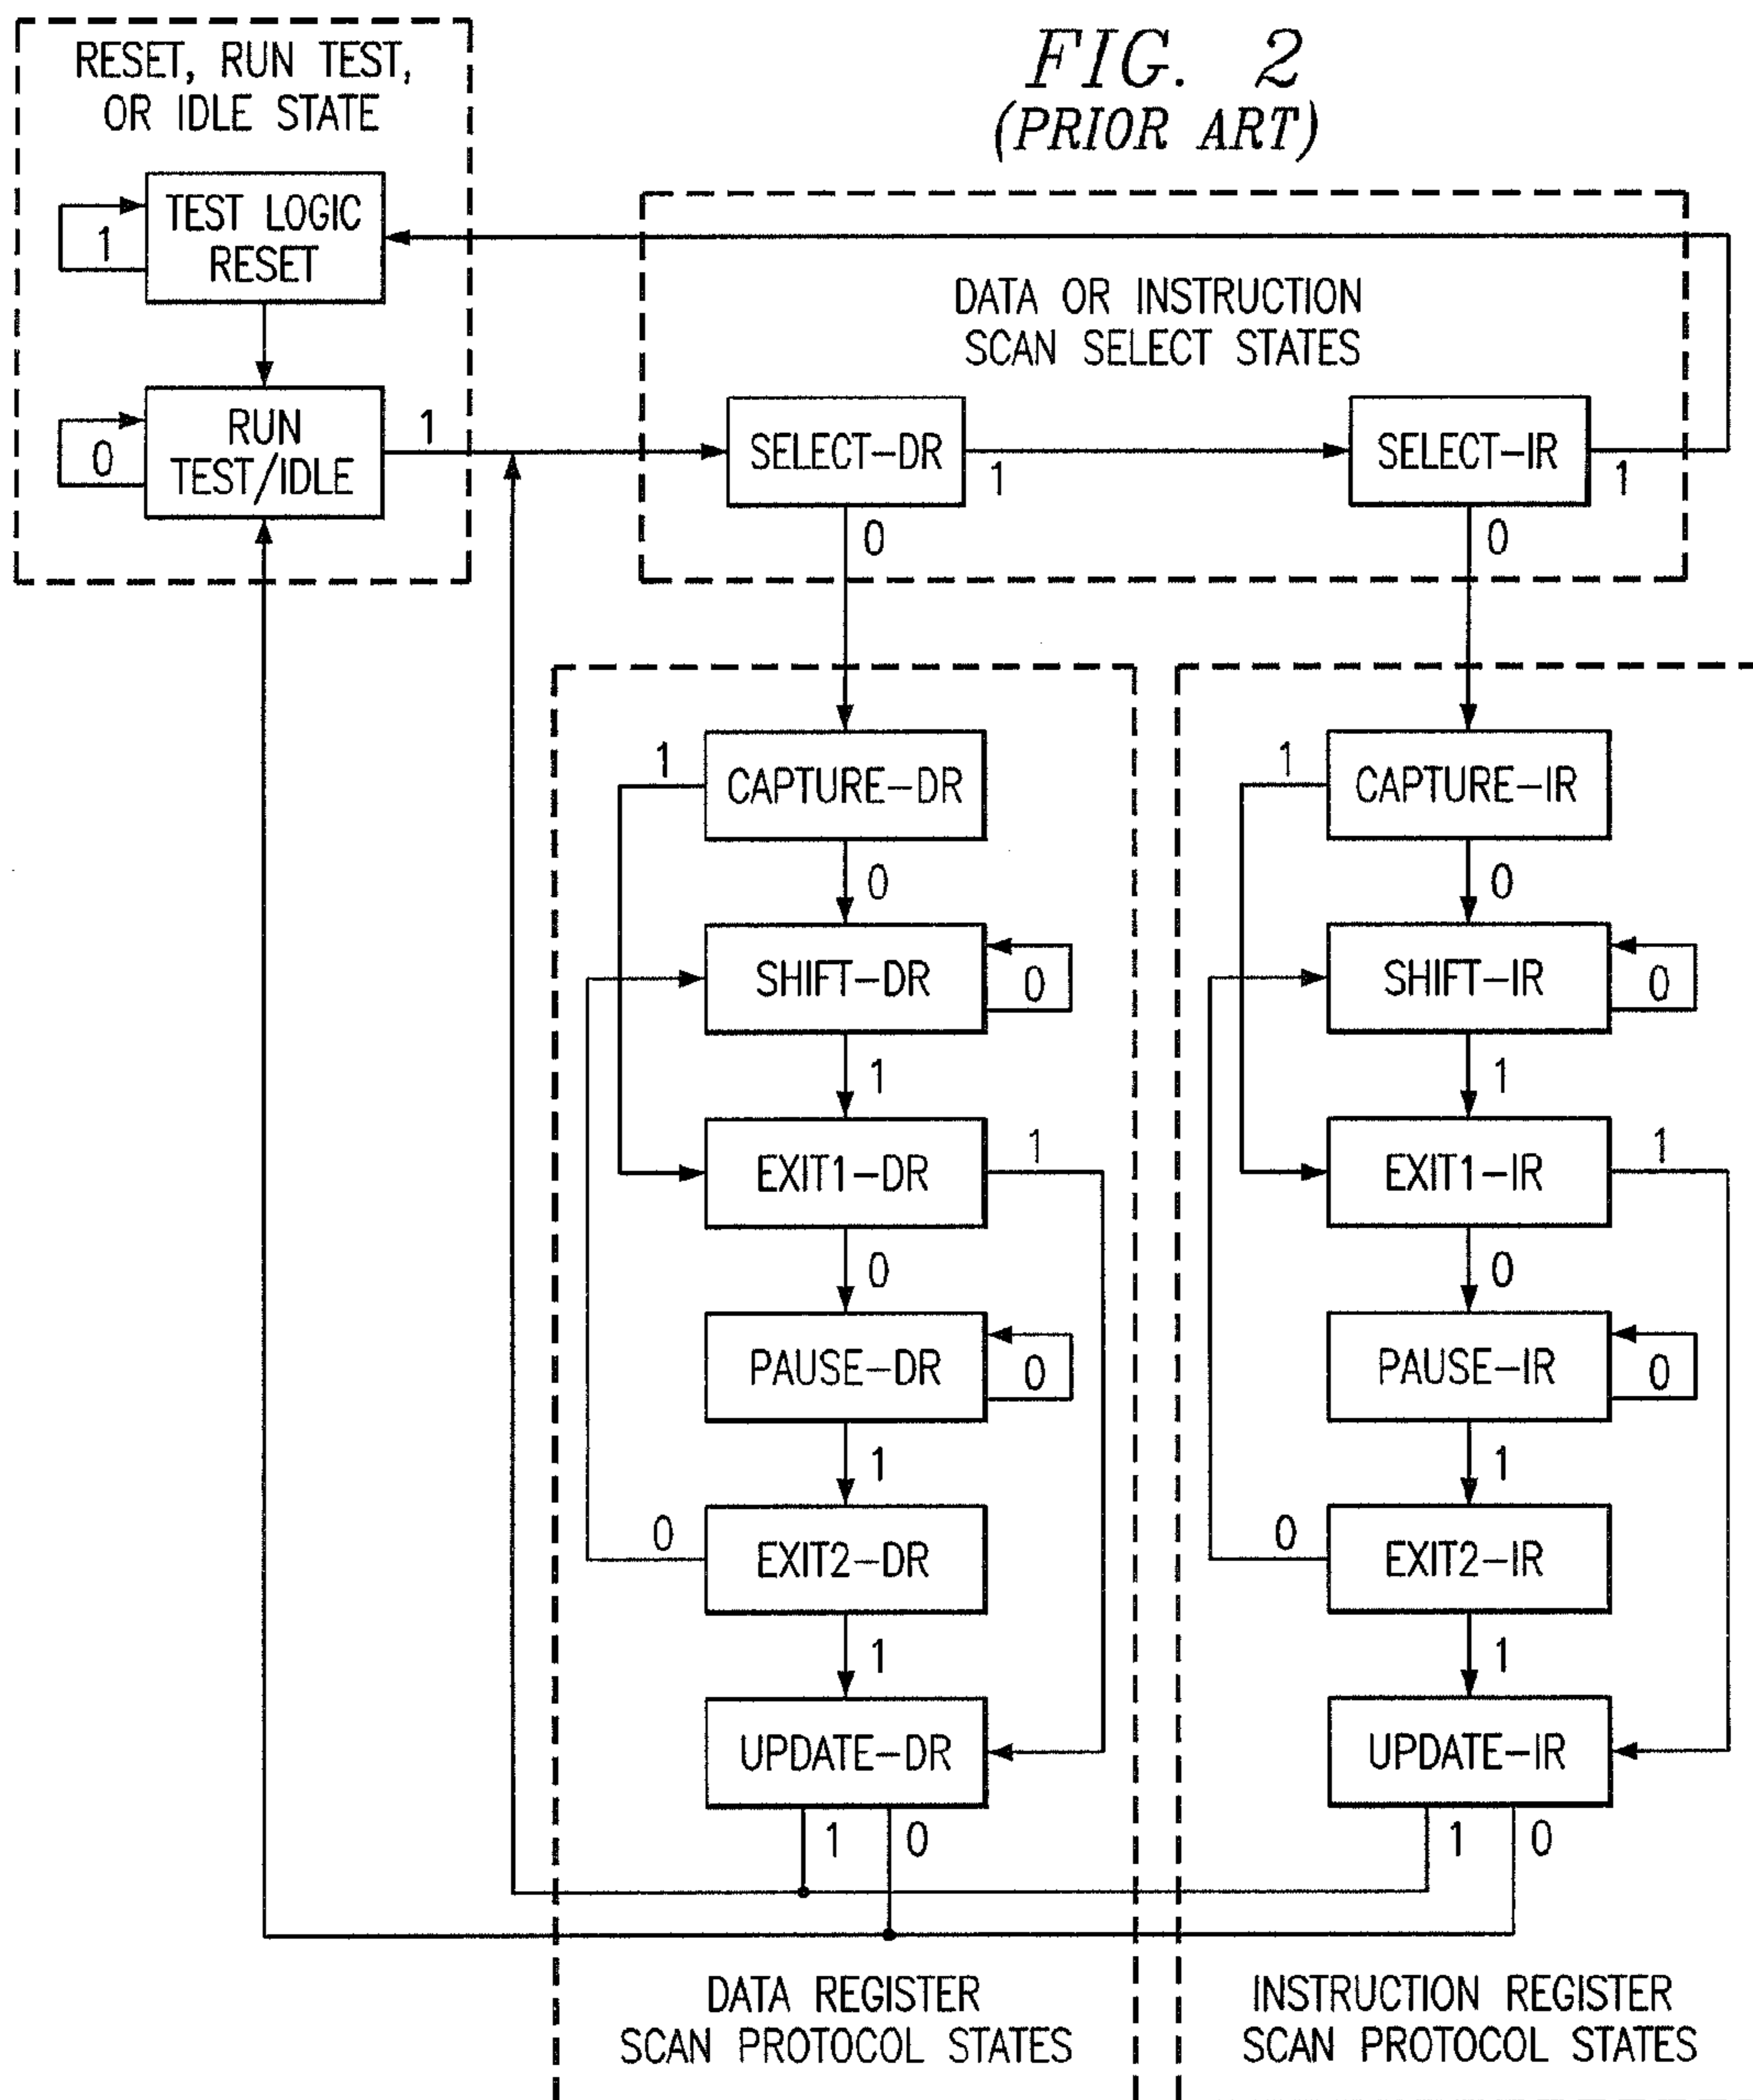 FIG. 2
(PRIOR ART)
RESET, RUN TEST,
OR IDLE STATE
TEST LOGIC
RESET
1
RUN
TEST/IDLE
0
1
DATA OR INSTRUCTION
SCAN SELECT STATES
SELECT-DR
1
0
SELECT-IR
1
0
CAPTURE-DR
1
0
SHIFT-DR
0
1
EXIT1-DR
1
0
PAUSE-DR
0
1
EXIT2-DR
0
1
UPDATE-DR
1
0
DATA REGISTER
SCAN PROTOCOL STATES
CAPTURE-IR
1
0
SHIFT-IR
0
1
EXIT1-IR
1
0
PAUSE-IR
0
1
EXIT2-IR
0
1
UPDATE-IR
1
0
INSTRUCTION REGISTER
SCAN PROTOCOL STATES